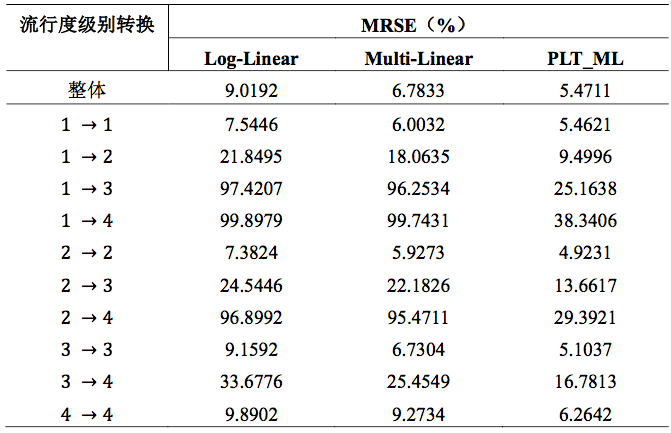 流行度级别转换 MRSE（%）
Log-Linear Multi-Linear PLT_ML
整体 9.0192 6.7833 5.4711
1 → 1 7.5446 6.0032 5.4621
1 → 2 21.8495 18.0635 9.4996
1 → 3 97.4207 96.2534 25.1638
1 → 4 99.8979 99.7431 38.3406
2 → 2 7.3824 5.9273 4.9231
2 → 3 24.5446 22.1826 13.6617
2 → 4 96.8992 95.4711 29.3921
3 → 3 9.1592 6.7304 5.1037
3 → 4 33.6776 25.4549 16.7813
4 → 4 9.8902 9.2734 6.2642